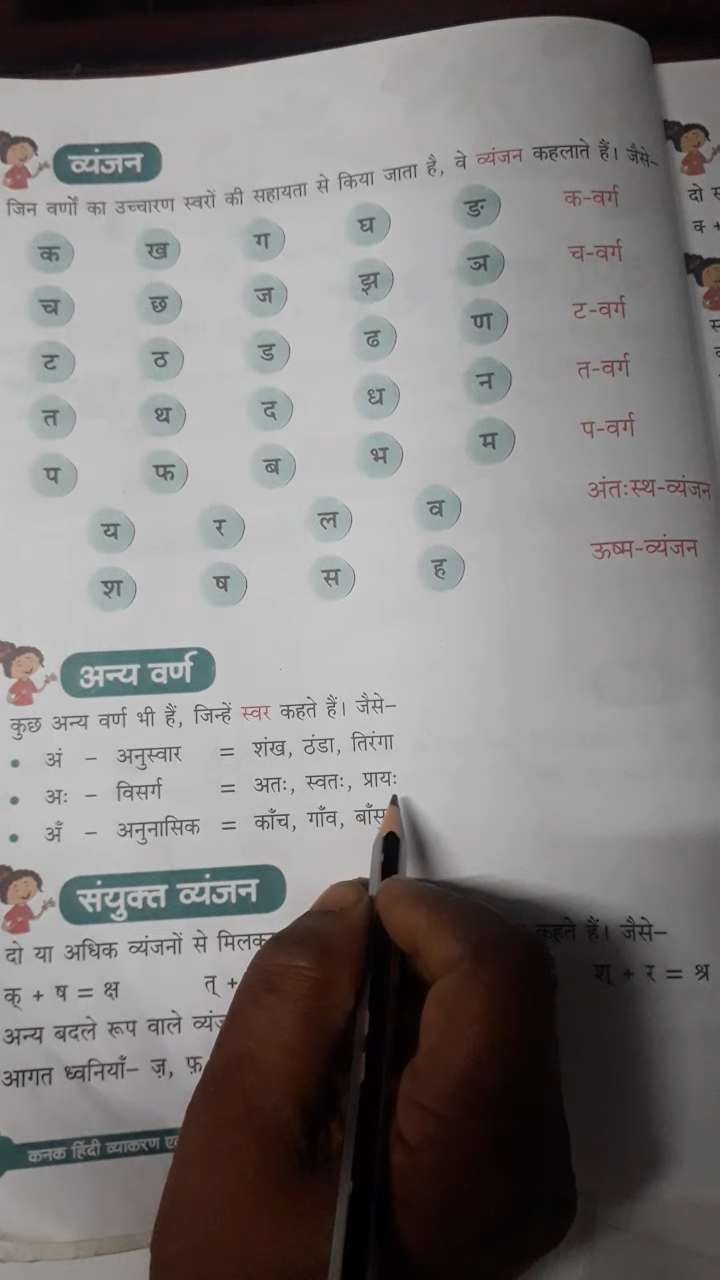 व्यंजन
जिन वर्णों का उच्चारण स्वरों की सहायता से किया जाता है, वे व्यंजन कहलाते हैं। जैसे–
क ख ग घ ङ क-वर्ग
च छ ज झ ञ च-वर्ग
ट ठ ड ढ ण ट-वर्ग
त थ द ध न त-वर्ग
प फ ब भ म प-वर्ग
य र ल व अंतःस्थ-व्यंजन
श ष स ह ऊष्म-व्यंजन
अन्य वर्ण
कुछ अन्य वर्ण भी हैं, जिन्हें स्वर कहते हैं। जैसे–
• अं – अनुस्वार = शंख, ठंडा, तिरंगा
• अः – विसर्ग = अतः, स्वतः, प्रायः
• अँ – अनुनासिक = काँच, गाँव, बाँस
संयुक्त व्यंजन
दो या अधिक व्यंजनों से मिलकर कहते हैं। जैसे–
क् + ष = क्ष त् + श् + र = श्र
अन्य बदले रूप वाले
आगत ध्वनियाँ– ज़, फ़
कनक हिंदी व्याकरण
दो
क +